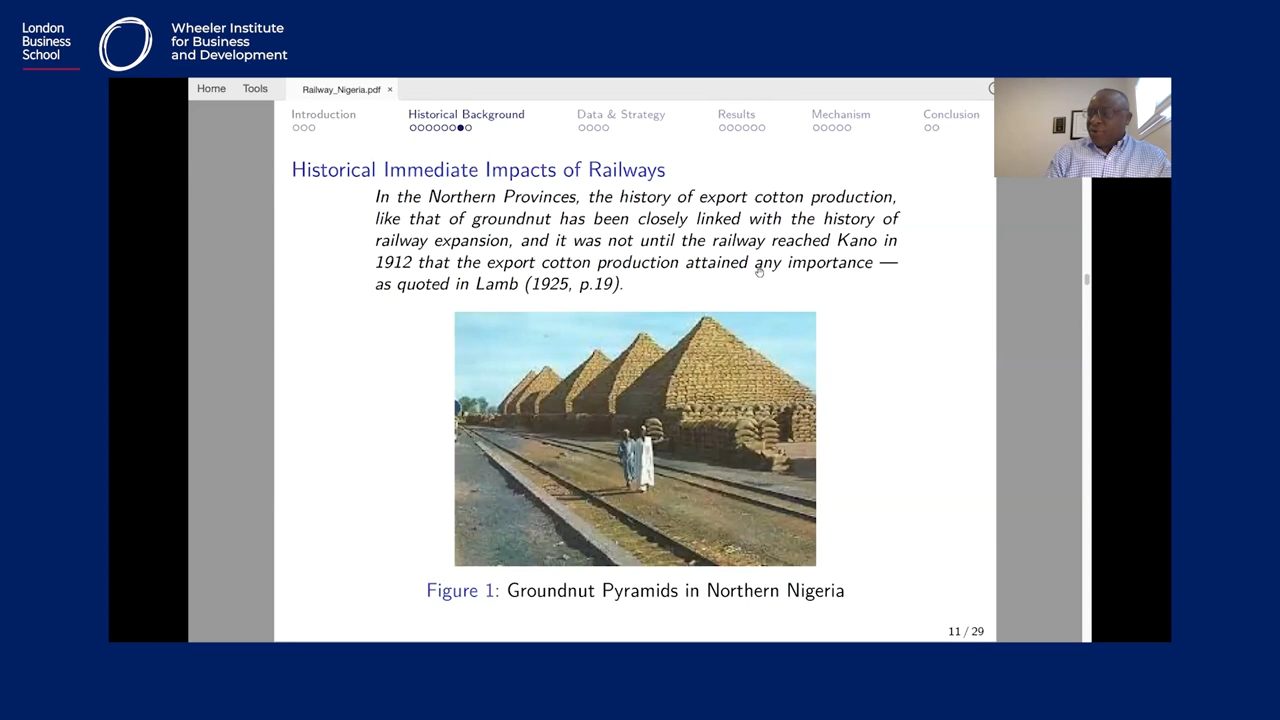 London
Business
School
Wheeler Institute
for Business
and Development
Home Tools Railway_Nigeria.pdf ×
Introduction Historical Background Data & Strategy Results Mechanism Conclusion
Historical Immediate Impacts of Railways
In the Northern Provinces, the history of export cotton production,
like that of groundnut has been closely linked with the history of
railway expansion, and it was not until the railway reached Kano in
1912 that the export cotton production attained any importance —
as quoted in Lamb (1925, p.19).
Figure 1: Groundnut Pyramids in Northern Nigeria
11 / 29